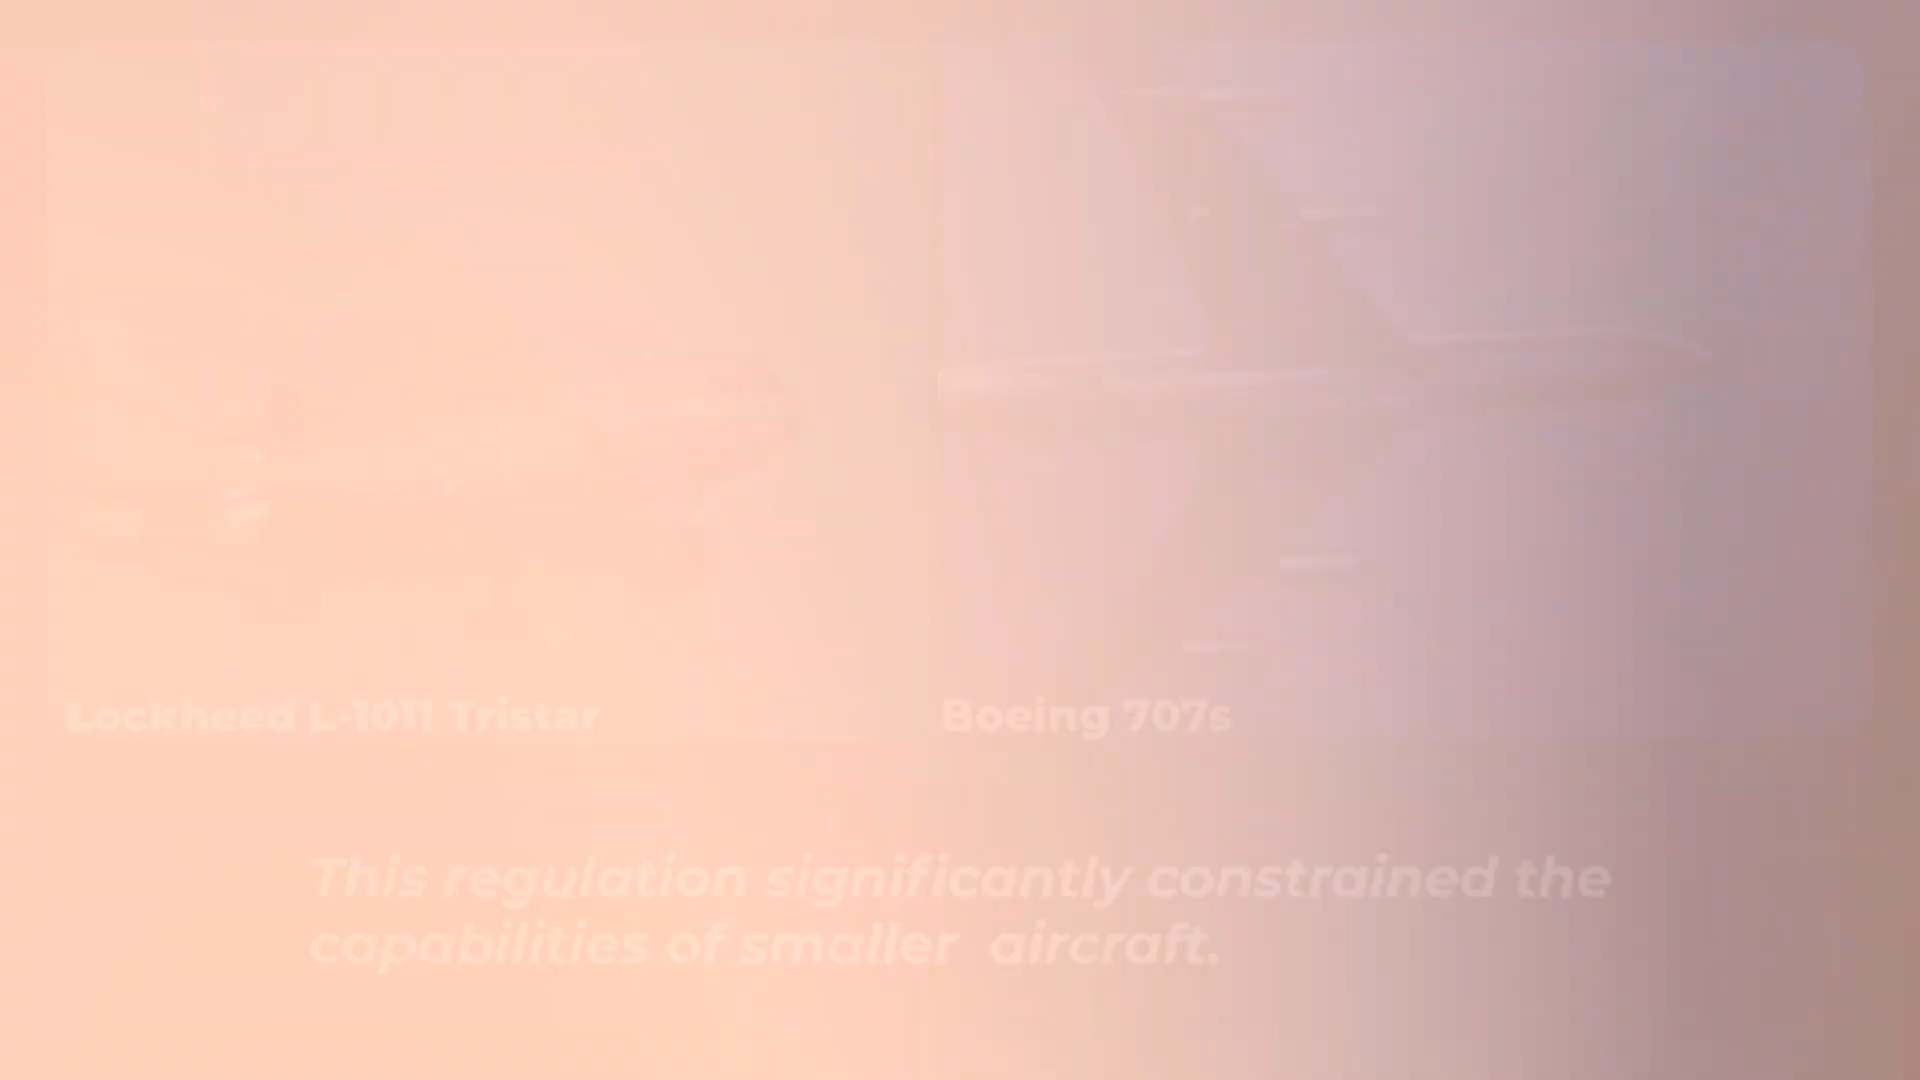 Lockheed L-1011 Tristar
Boeing 707s
This regulation significantly constrained the
capabilities of smaller  aircraft.